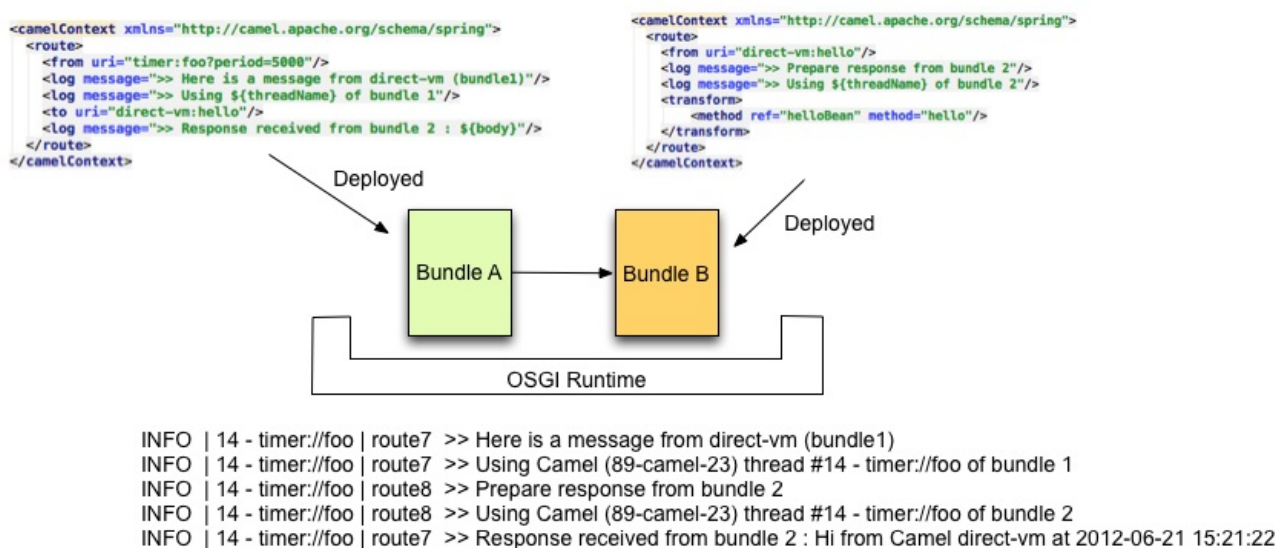 <camelContext xmlns="http://camel.apache.org/schema/spring">
<route>
<from uri="timer:foo?period=5000"/>
<log message=">> Here is a message from direct-vm (bundle1)"/>
<log message=">> Using ${threadName} of bundle 1"/>
<to uri="direct-vm:hello"/>
<log message=">> Response received from bundle 2 : ${body}"/>
</route>
</camelContext>
<camelContext xmlns="http://camel.apache.org/schema/spring">
<route>
<from uri="direct-vm:hello"/>
<log message=">> Prepare response from bundle 2"/>
<log message=">> Using ${threadName} of bundle 2"/>
<transform>
<method ref="helloBean" method="hello"/>
</transform>
</route>
</camelContext>
Deployed
Deployed
Bundle A
Bundle B
OSGI Runtime
INFO | 14 - timer://foo | route7 >> Here is a message from direct-vm (bundle1)
INFO | 14 - timer://foo | route7 >> Using Camel (89-camel-23) thread #14 - timer://foo of bundle 1
INFO | 14 - timer://foo | route8 >> Prepare response from bundle 2
INFO | 14 - timer://foo | route8 >> Using Camel (89-camel-23) thread #14 - timer://foo of bundle 2
INFO | 14 - timer://foo | route7 >> Response received from bundle 2 : Hi from Camel direct-vm at 2012-06-21 15:21:22